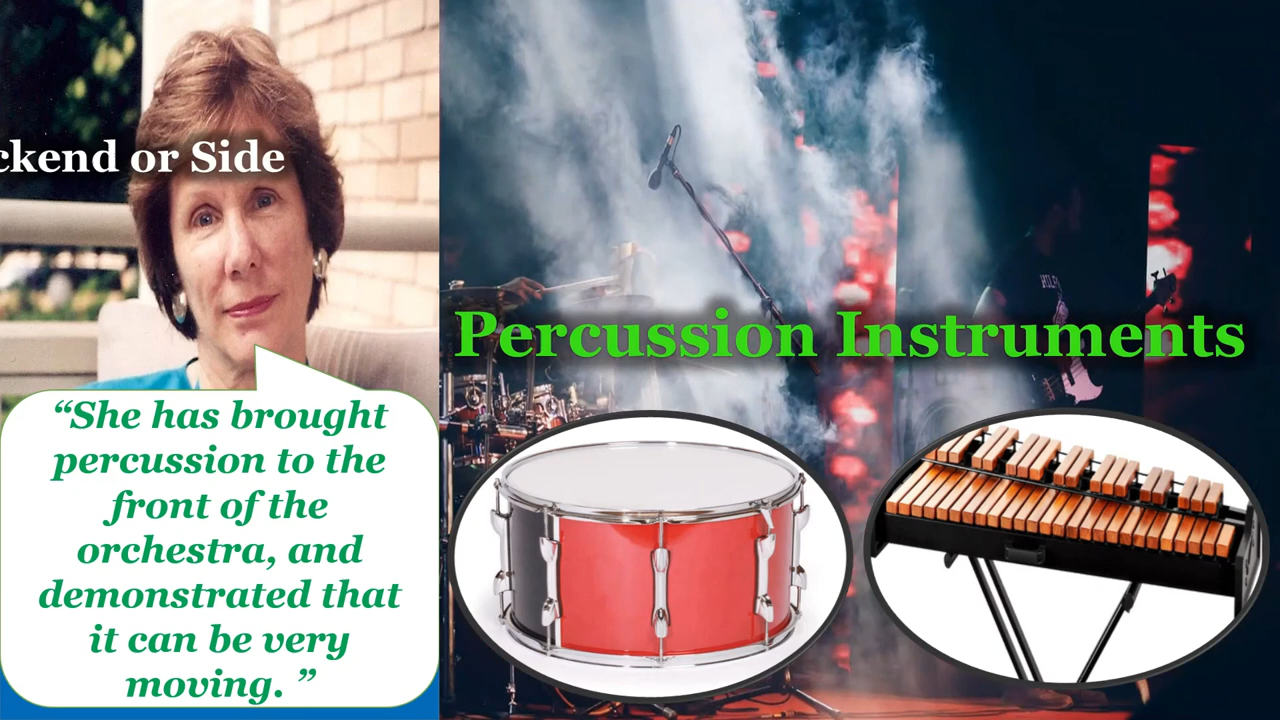 ckend or Side
Percussion Instruments
“She has brought
percussion to the
front of the
orchestra, and
demonstrated that
it can be very
moving. ”